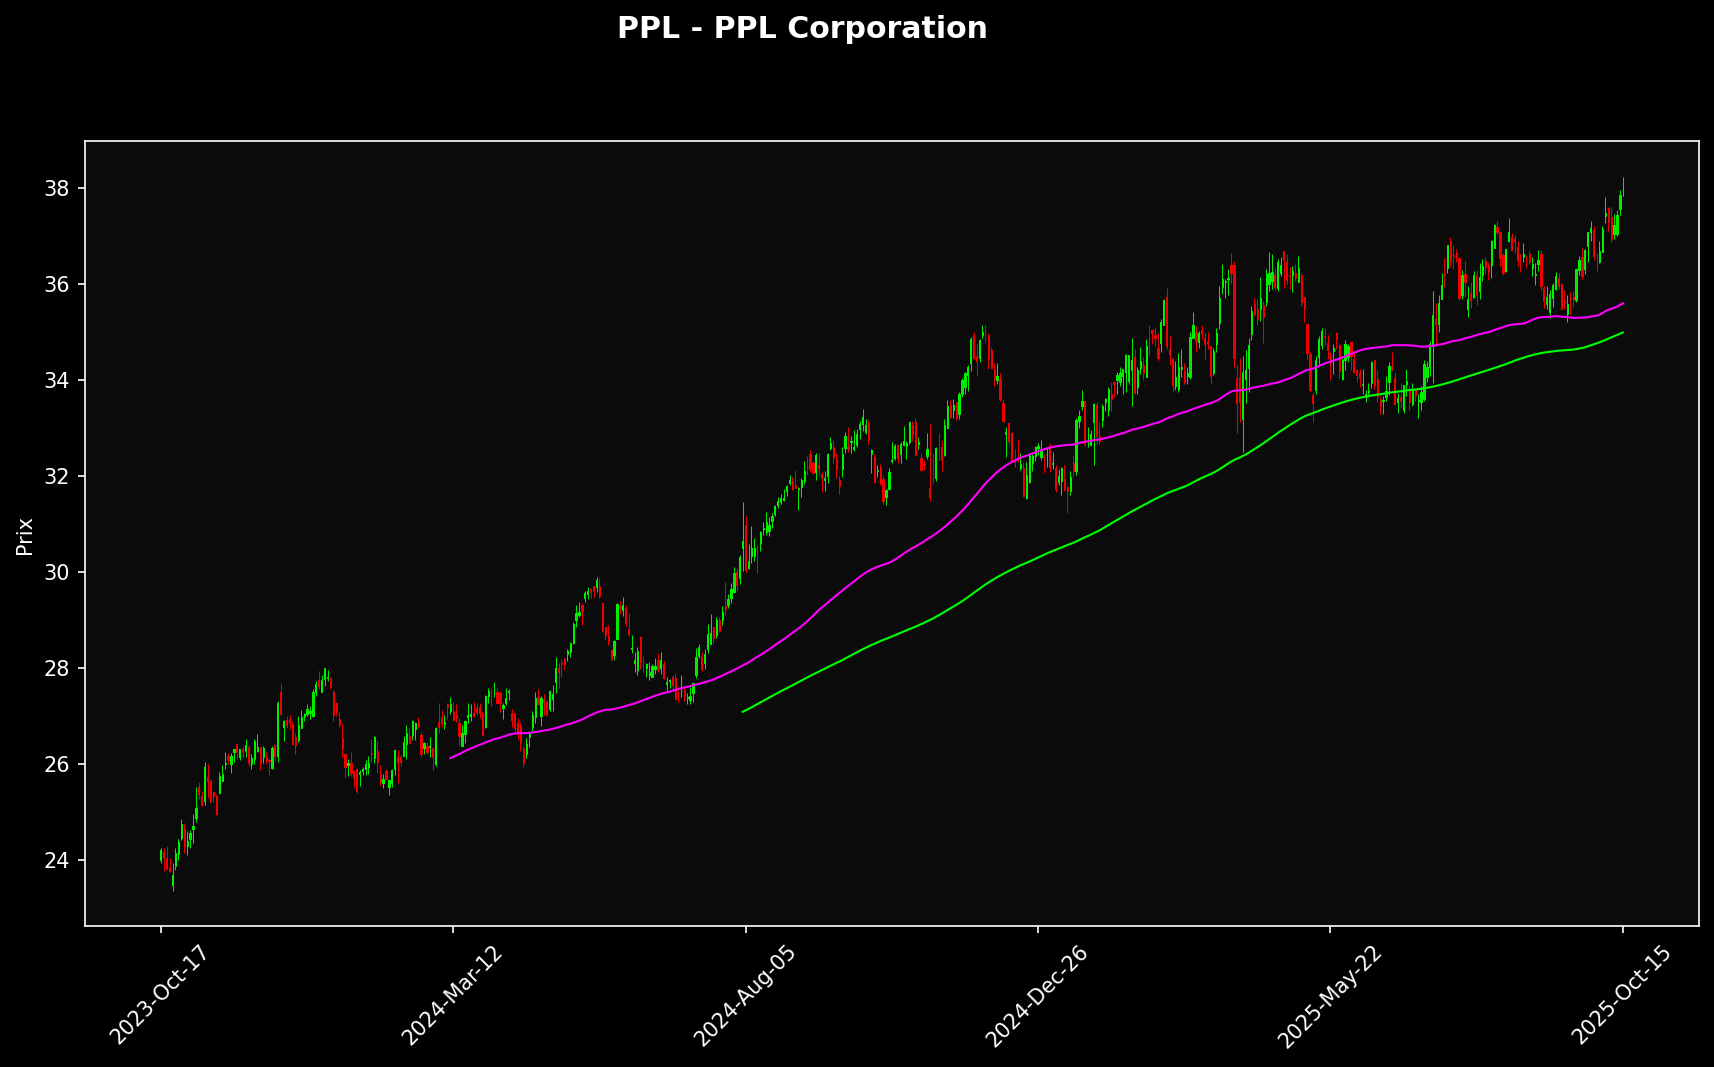 PPL - PPL Corporation
Prix
38
36
34
32
30
28
26
24
2023-Oct-17
2024-Mar-12
2024-Aug-05
2024-Dec-26
2025-May-22
2025-Oct-15